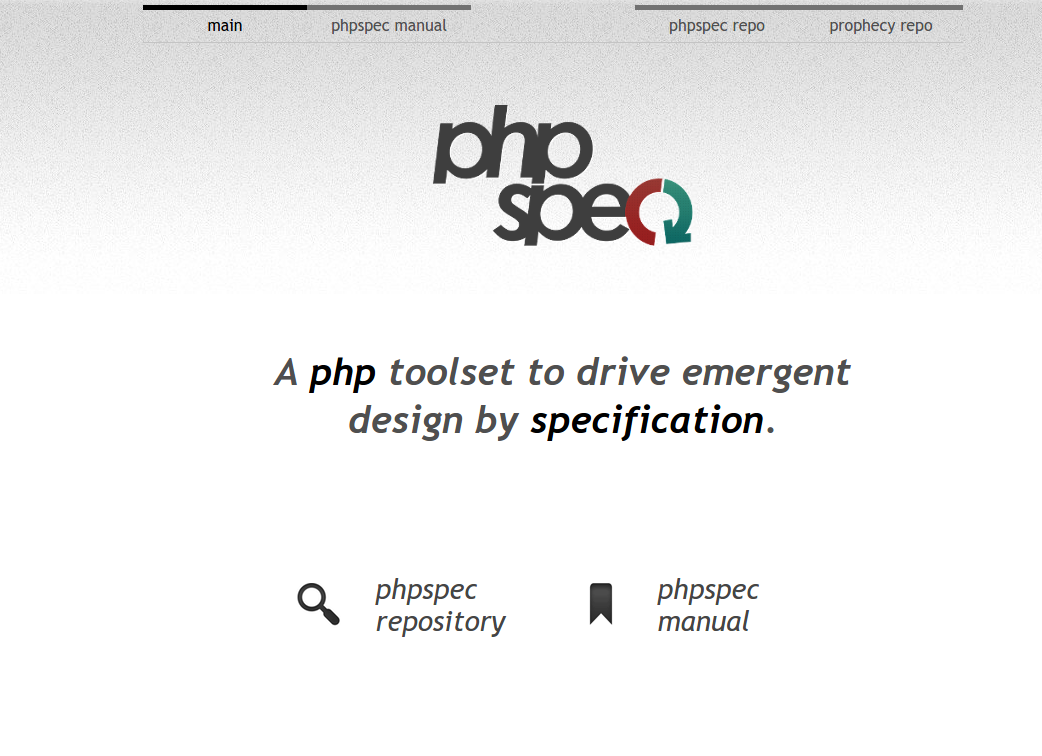 main
phpspec manual
phpspec repo
prophecy repo
php
spec
A php toolset to drive emergent
design by specification.
phpspec
repository
phpspec
manual